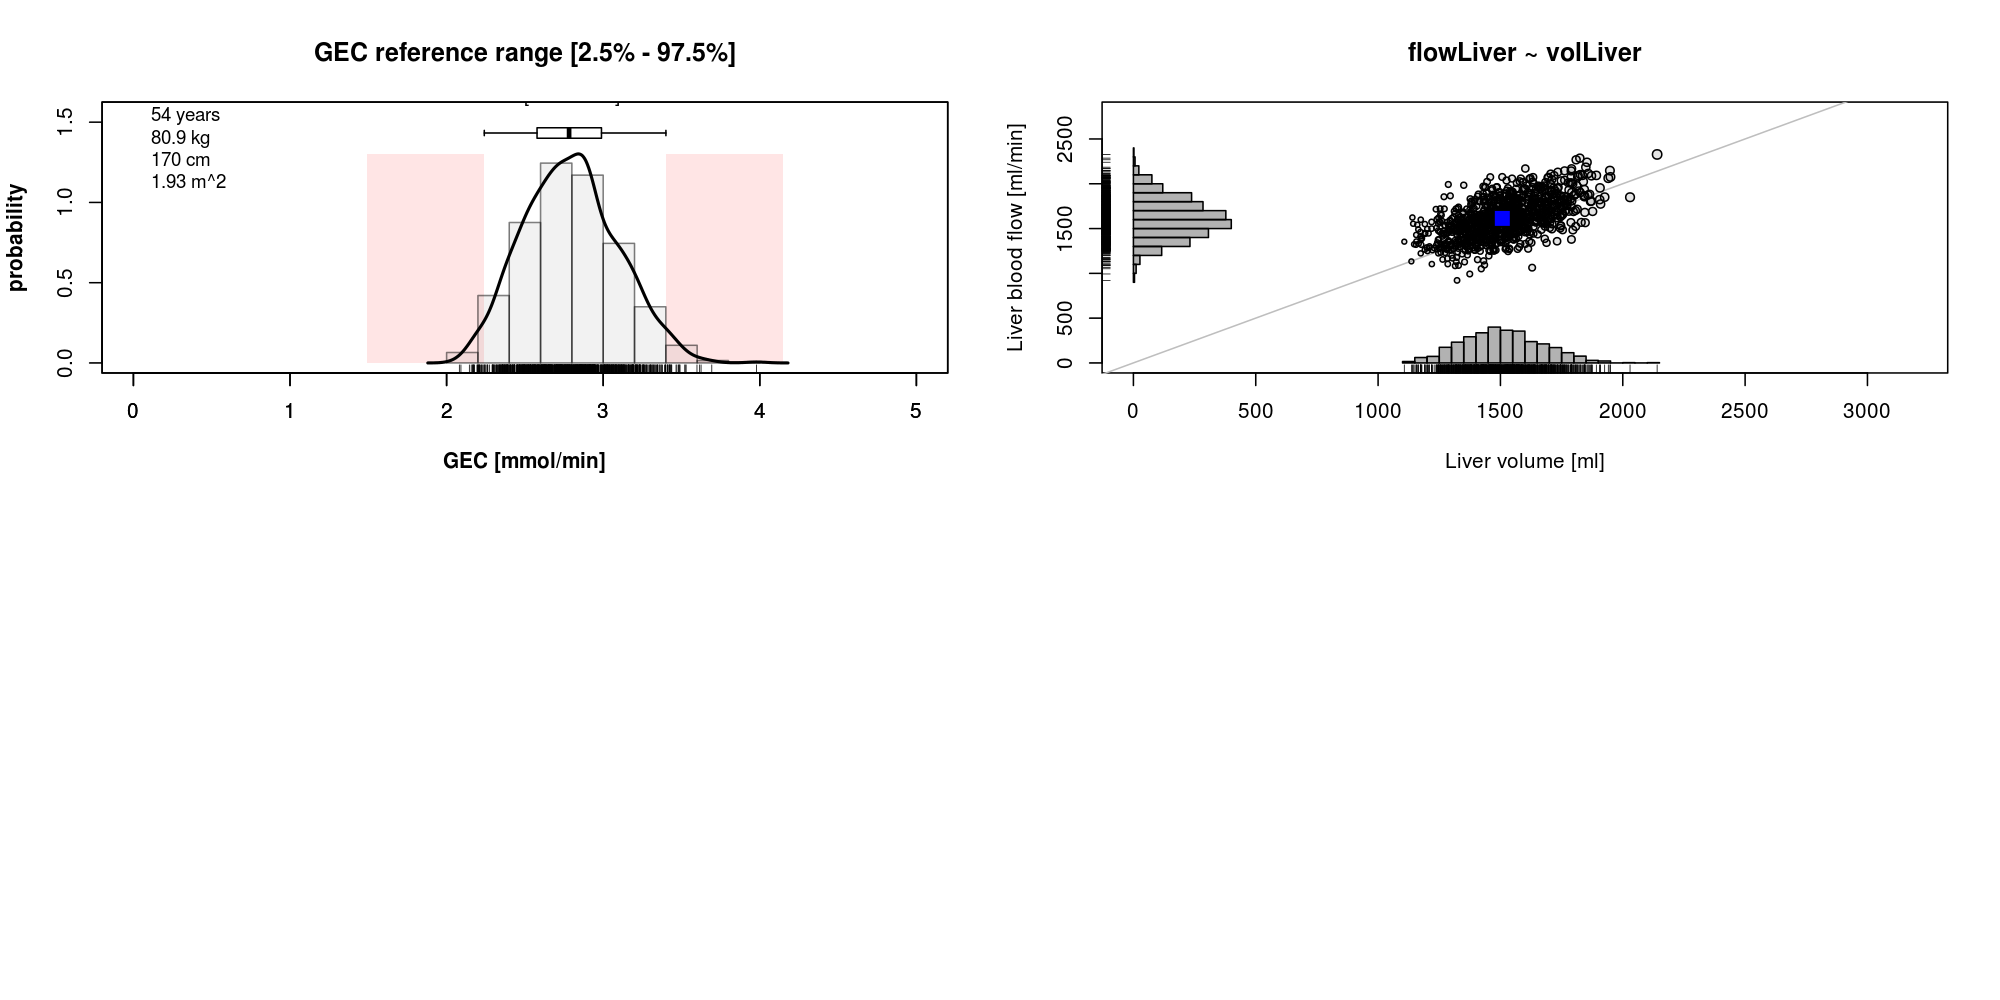 GEC reference range [2.5% - 97.5%]
54 years
80.9 kg
170 cm
1.93 m^2
probability
0.0
0.5
1.0
1.5
0 1 2 3 4 5
GEC [mmol/min]
flowLiver ~ volLiver
Liver blood flow [ml/min]
0
500
1500
2500
0 500 1000 1500 2000 2500 3000
Liver volume [ml]